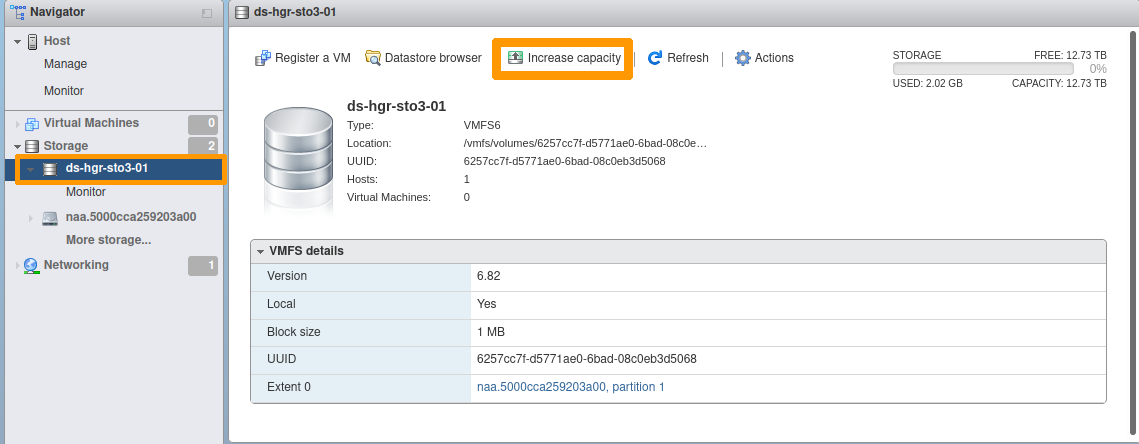 Navigator
Host
Manage
Monitor
Virtual Machines 0
Storage 2
ds-hgr-sto3-01
Monitor
naa.5000cca259203a00
More storage...
Networking 1
ds-hgr-sto3-01
Register a VM Datastore browser Increase capacity Refresh Actions
STORAGE FREE: 12.73 TB
0%
USED: 2.02 GB CAPACITY: 12.73 TB
ds-hgr-sto3-01
Type: VMFS6
Location: /vmfs/volumes/6257cc7f-d5771ae0-6bad-08c0e...
UUID: 6257cc7f-d5771ae0-6bad-08c0eb3d5068
Hosts: 1
Virtual Machines: 0
VMFS details
Version 6.82
Local Yes
Block size 1 MB
UUID 6257cc7f-d5771ae0-6bad-08c0eb3d5068
Extent 0 naa.5000cca259203a00, partition 1